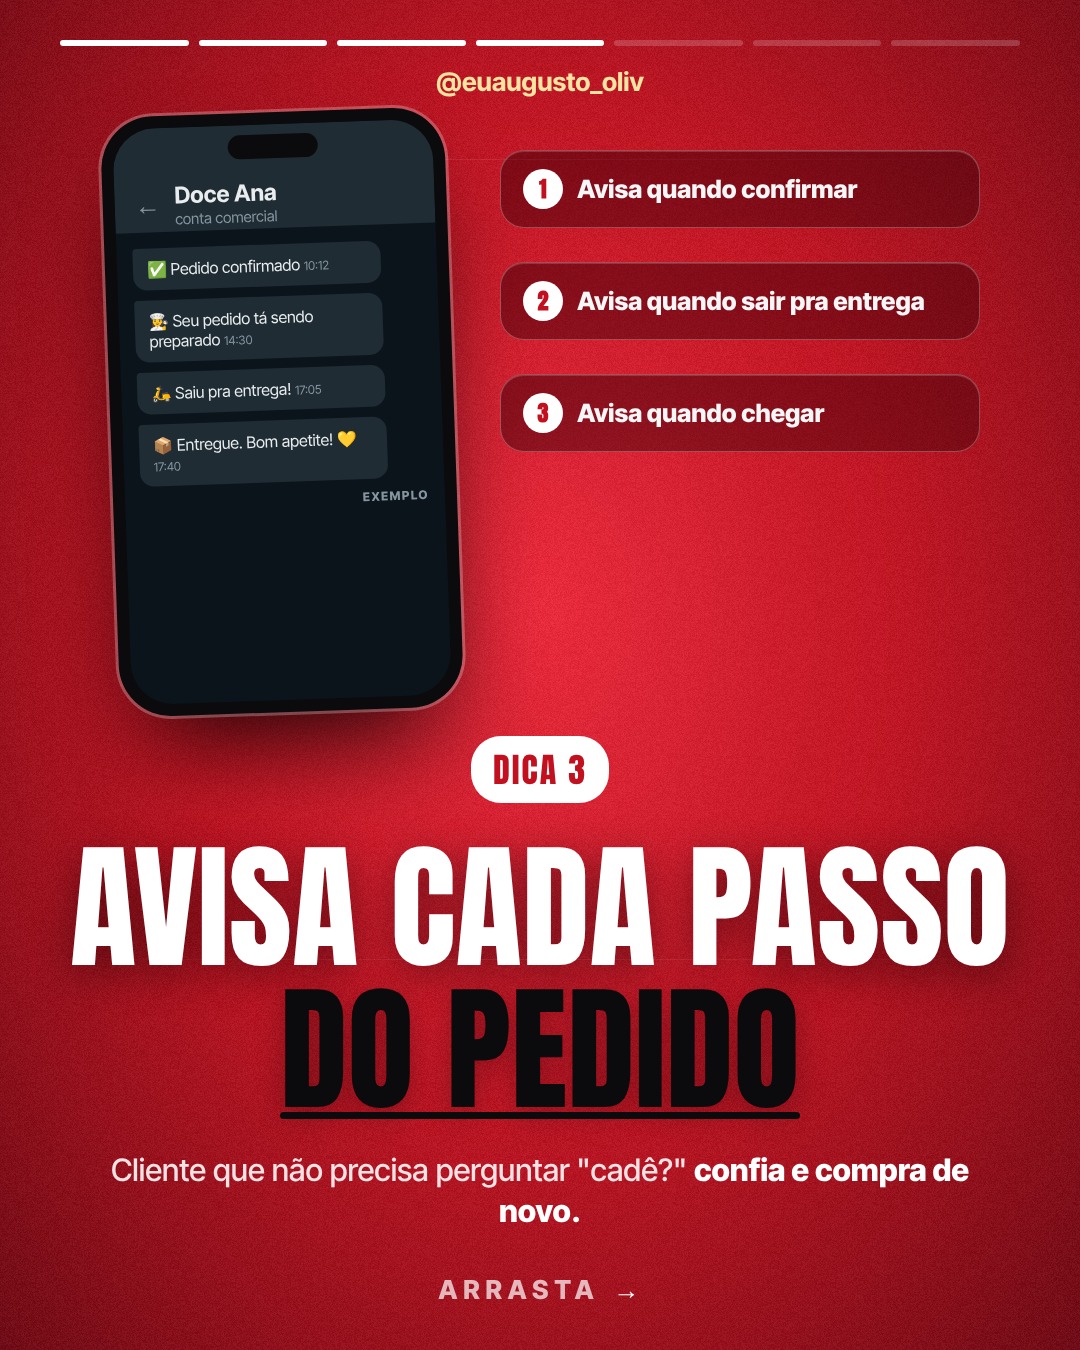 @euaugusto_oliv
← Doce Ana
conta comercial
✅ Pedido confirmado 10:12
👨‍🍳 Seu pedido tá sendo
preparado 14:30
🛵 Saiu pra entrega! 17:05
📦 Entregue. Bom apetite! 💛
17:40
EXEMPLO
1 Avisa quando confirmar
2 Avisa quando sair pra entrega
3 Avisa quando chegar
DICA 3
AVISA CADA PASSO
DO PEDIDO
Cliente que não precisa perguntar "cadê?" confia e compra de
novo.
ARRASTA →